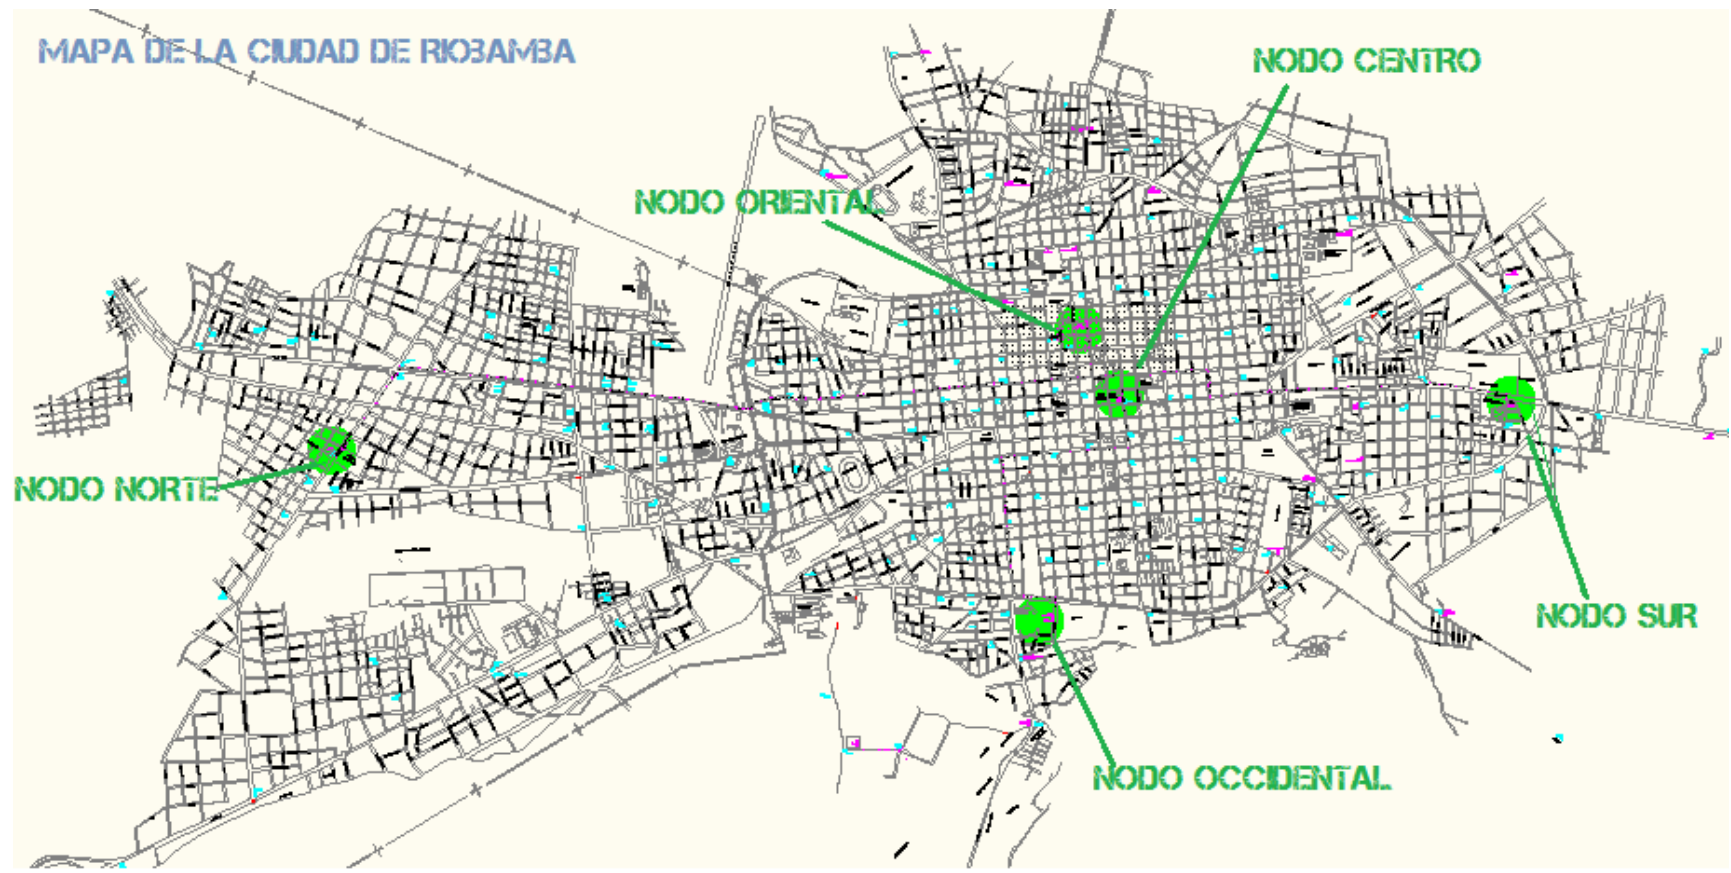 MAPA DE LA CIUDAD DE RIOBAMBA
NODO CENTRO
NODO ORIENTAL
NODO NORTE
NODO SUR
NODO OCCIDENTAL